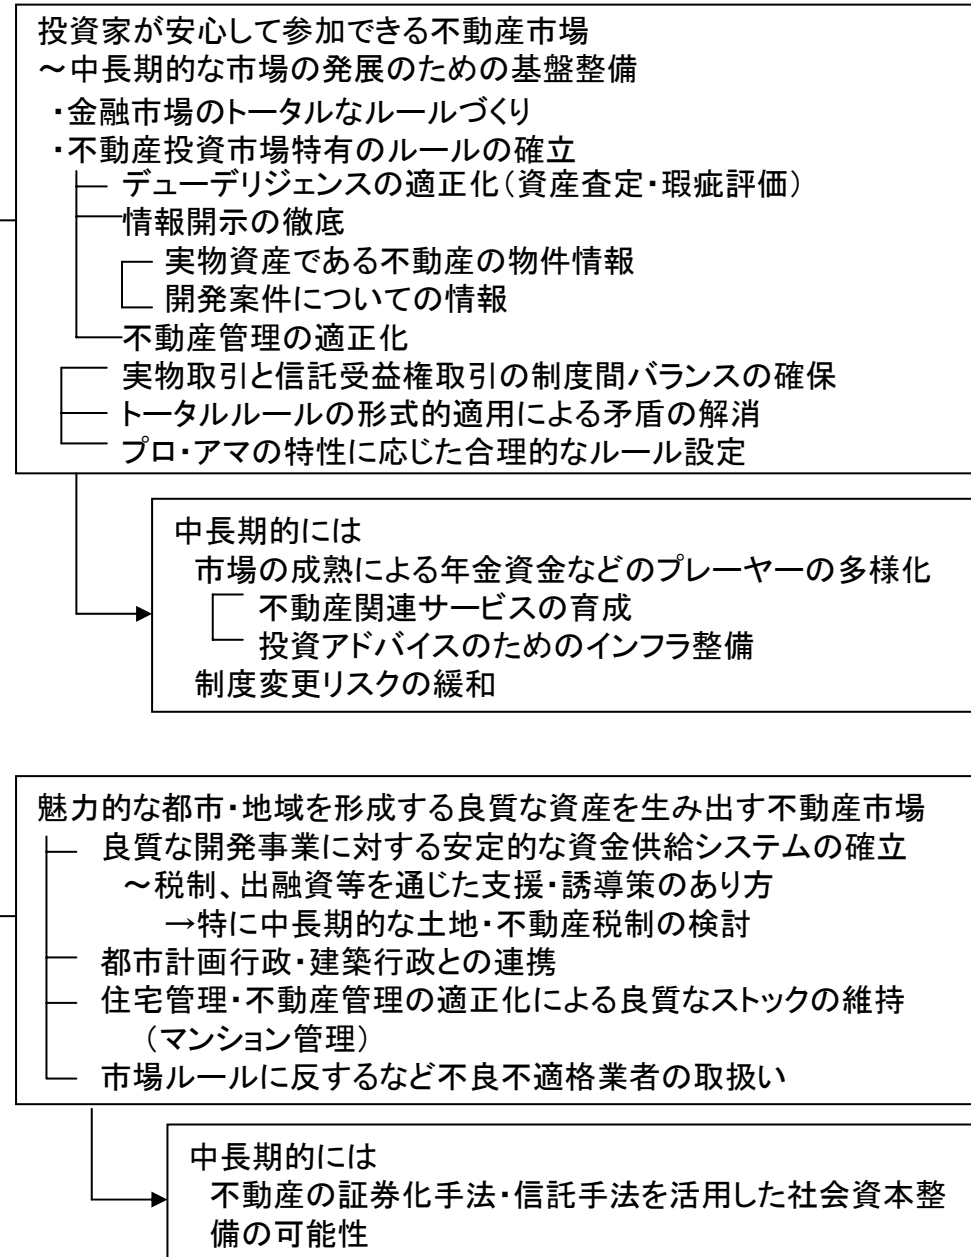 投資家が安心して参加できる不動産市場
～中長期的な市場の発展のための基盤整備
・金融市場のトータルなルールづくり
・不動産投資市場特有のルールの確立
デューデリジェンスの適正化（資産査定・瑕疵評価）
情報開示の徹底
実物資産である不動産の物件情報
開発案件についての情報
不動産管理の適正化
実物取引と信託受益権取引の制度間バランスの確保
トータルルールの形式的適用による矛盾の解消
プロ・アマの特性に応じた合理的なルール設定
中長期的には
市場の成熟による年金資金などのプレーヤーの多様化
不動産関連サービスの育成
投資アドバイスのためのインフラ整備
制度変更リスクの緩和
魅力的な都市・地域を形成する良質な資産を生み出す不動産市場
良質な開発事業に対する安定的な資金供給システムの確立
～税制、出融資等を通じた支援・誘導策のあり方
→特に中長期的な土地・不動産税制の検討
都市計画行政・建築行政との連携
住宅管理・不動産管理の適正化による良質なストックの維持
（マンション管理）
市場ルールに反するなど不良不適格業者の取扱い
中長期的には
不動産の証券化手法・信託手法を活用した社会資本整
備の可能性